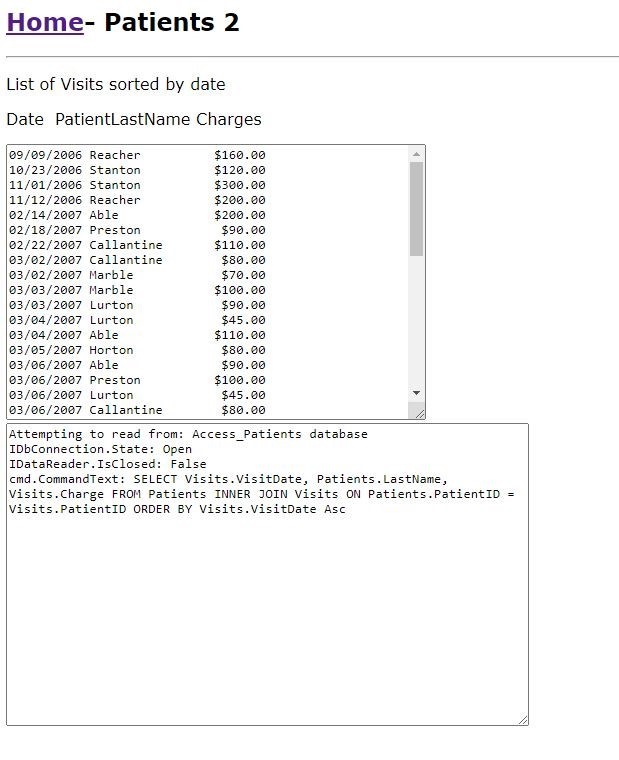 Home- Patients 2
List of Visits sorted by date
Date  PatientLastName Charges
09/09/2006 Reacher          $160.00
10/23/2006 Stanton          $120.00
11/01/2006 Stanton          $300.00
11/12/2006 Reacher          $200.00
02/14/2007 Able             $200.00
02/18/2007 Preston           $90.00
02/22/2007 Callantine       $110.00
03/02/2007 Callantine        $80.00
03/02/2007 Marble            $70.00
03/03/2007 Marble           $100.00
03/03/2007 Lurton            $90.00
03/04/2007 Lurton            $45.00
03/04/2007 Able             $110.00
03/05/2007 Horton            $80.00
03/06/2007 Able              $90.00
03/06/2007 Preston          $100.00
03/06/2007 Lurton            $45.00
03/06/2007 Callantine        $80.00
Attempting to read from: Access_Patients database
IDbConnection.State: Open
IDataReader.IsClosed: False
cmd.CommandText: SELECT Visits.VisitDate, Patients.LastName,
Visits.Charge FROM Patients INNER JOIN Visits ON Patients.PatientID =
Visits.PatientID ORDER BY Visits.VisitDate Asc